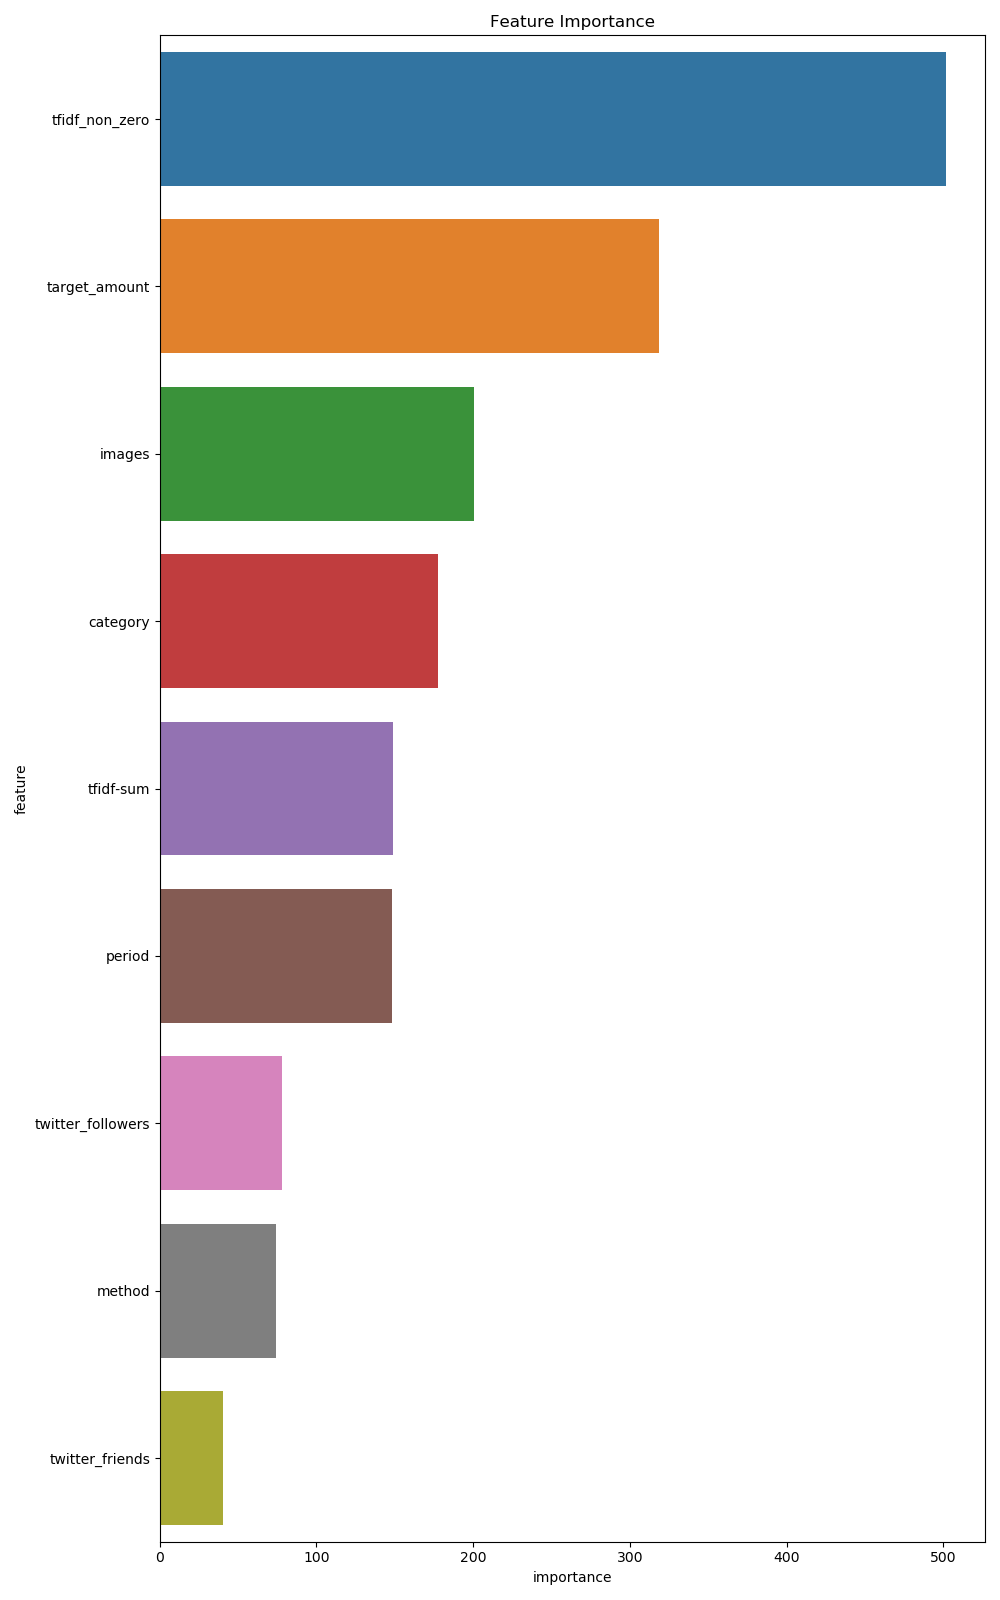 Feature Importance
tfidf_non_zero
target_amount
images
category
tfidf-sum
period
twitter_followers
method
twitter_friends
feature
0 100 200 300 400 500
importance